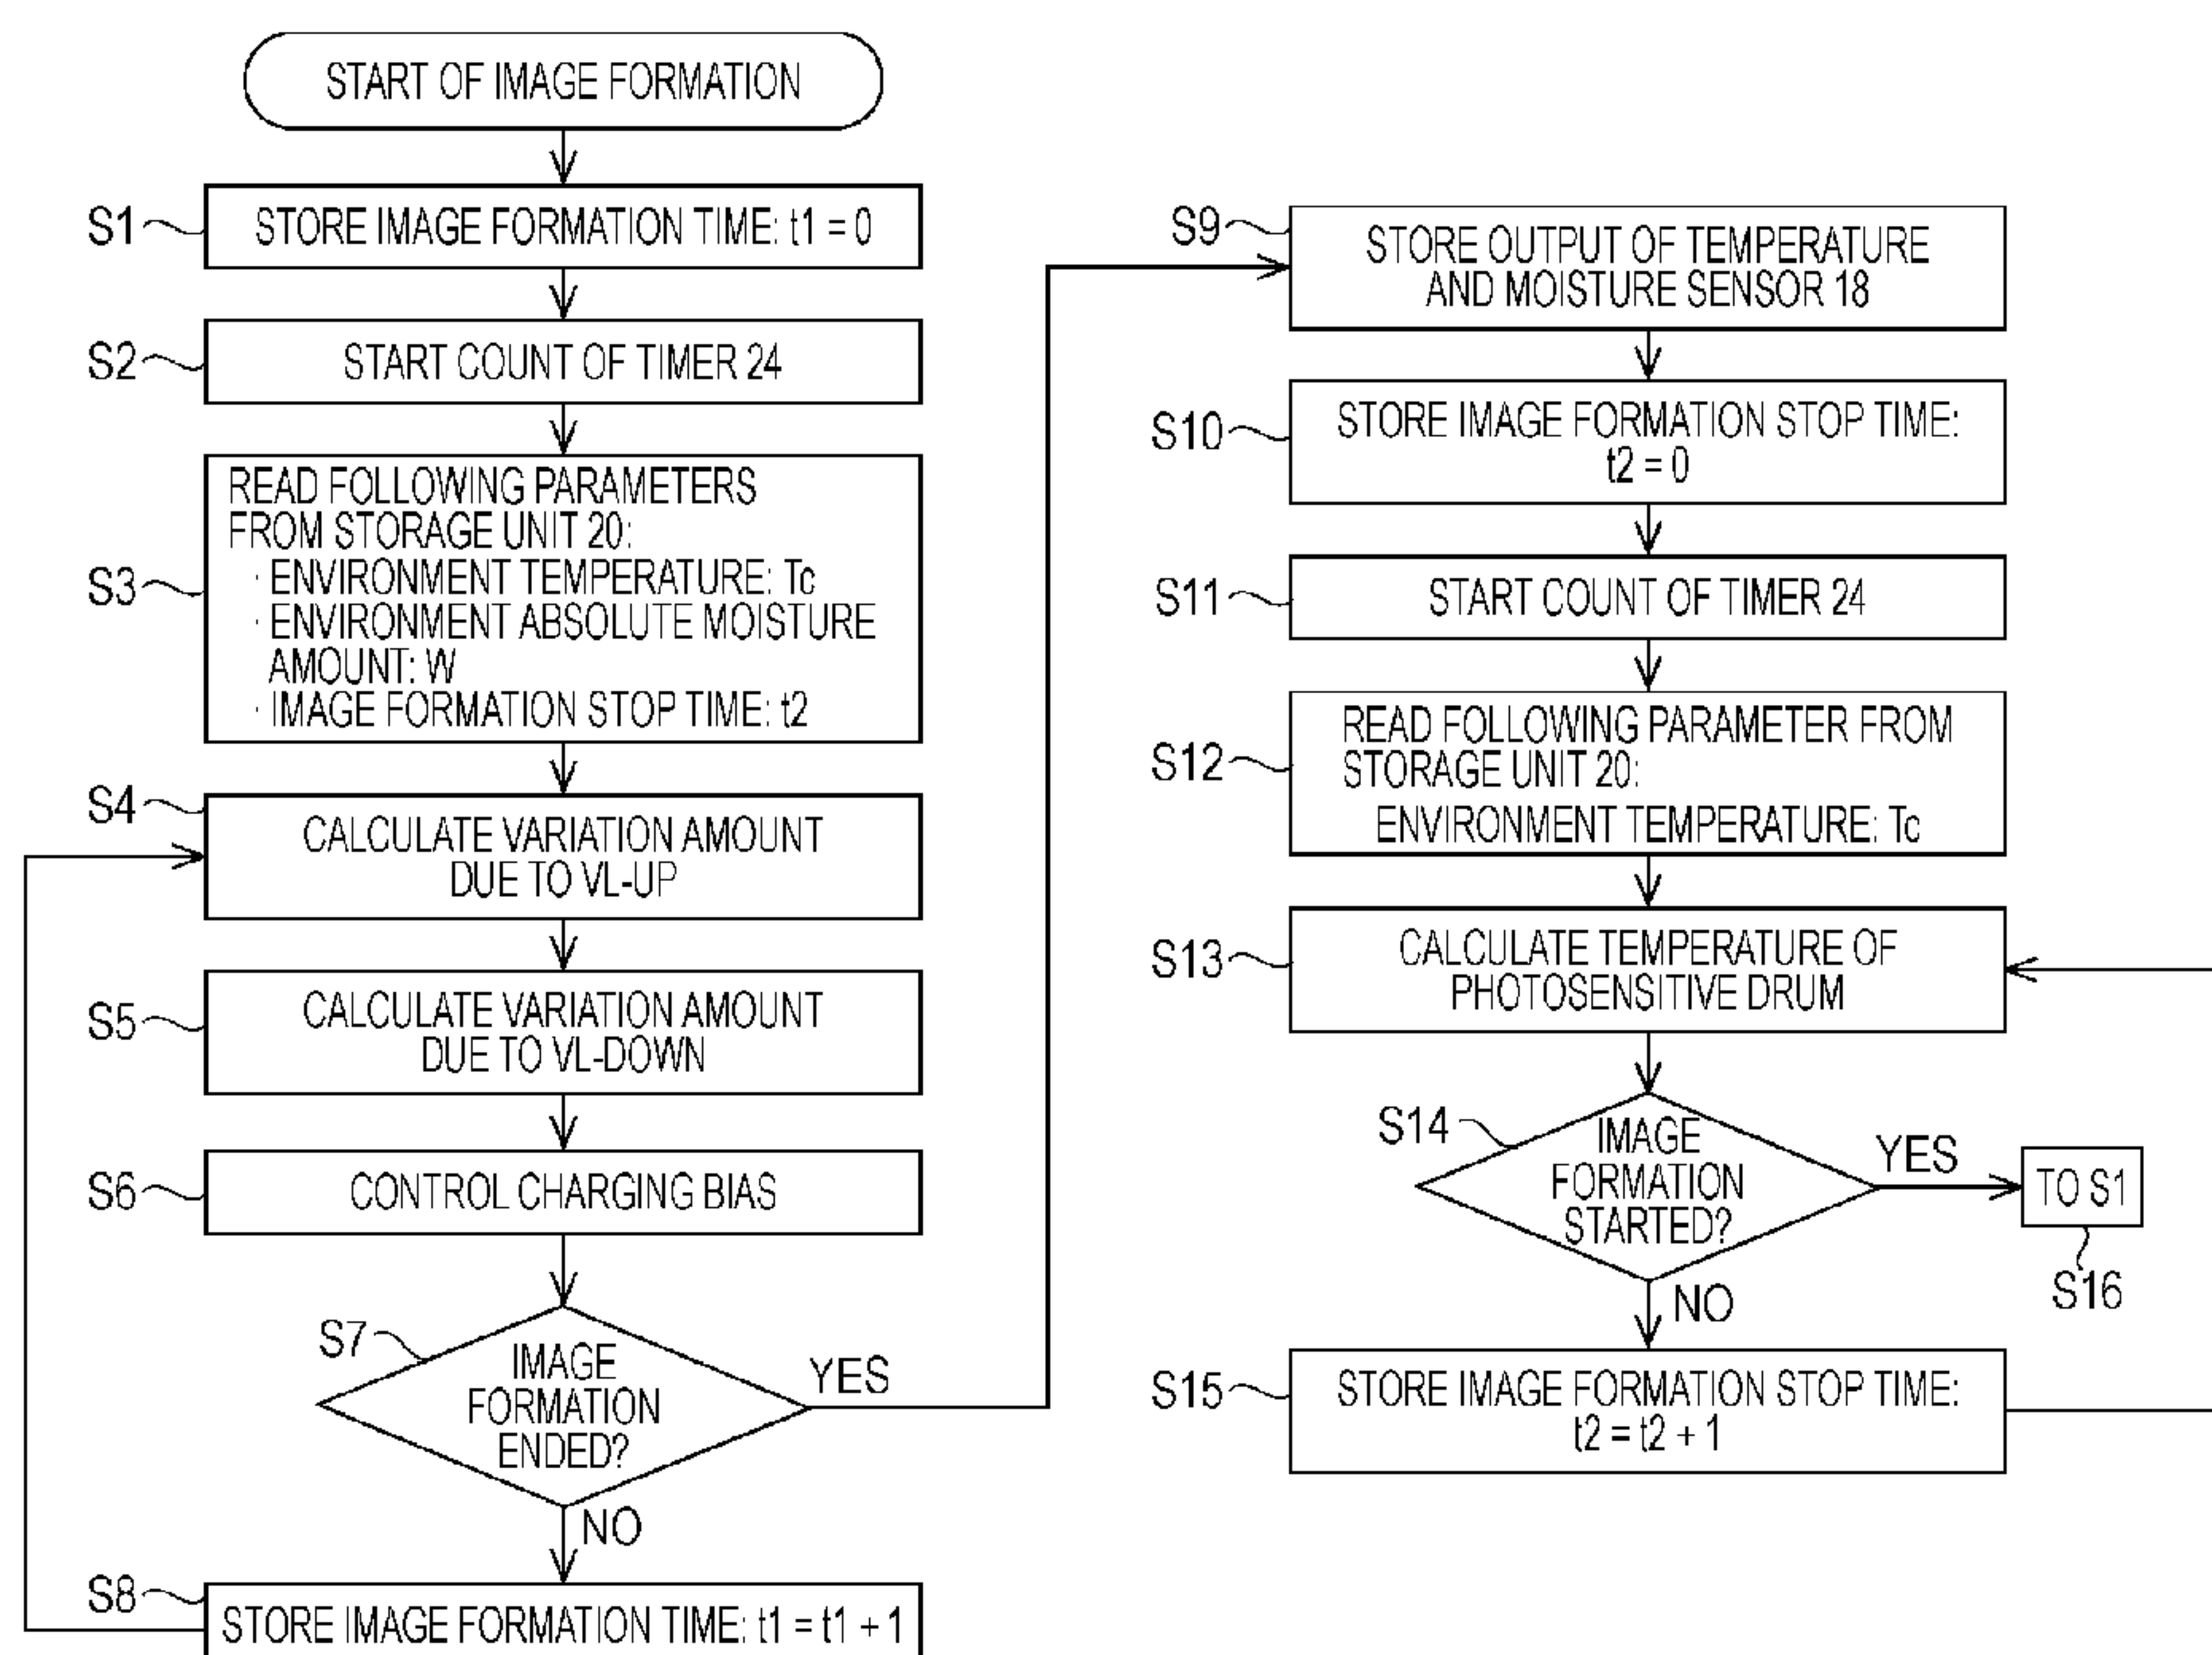 START OF IMAGE FORMATION
S1
STORE IMAGE FORMATION TIME: t1 = 0
S2
START COUNT OF TIMER 24
S3
READ FOLLOWING PARAMETERS
FROM STORAGE UNIT 20:
· ENVIRONMENT TEMPERATURE: Tc
· ENVIRONMENT ABSOLUTE MOISTURE
AMOUNT: W
· IMAGE FORMATION STOP TIME: t2
S4
CALCULATE VARIATION AMOUNT
DUE TO VL-UP
S5
CALCULATE VARIATION AMOUNT
DUE TO VL-DOWN
S6
CONTROL CHARGING BIAS
S7
IMAGE
FORMATION
ENDED?
YES
NO
S8
STORE IMAGE FORMATION TIME: t1 = t1 + 1
S9
STORE OUTPUT OF TEMPERATURE
AND MOISTURE SENSOR 18
S10
STORE IMAGE FORMATION STOP TIME:
t2 = 0
S11
START COUNT OF TIMER 24
S12
READ FOLLOWING PARAMETER FROM
STORAGE UNIT 20:
ENVIRONMENT TEMPERATURE: Tc
S13
CALCULATE TEMPERATURE OF
PHOTOSENSITIVE DRUM
S14
IMAGE
FORMATION
STARTED?
YES
TO S1
S16
NO
S15
STORE IMAGE FORMATION STOP TIME:
t2 = t2 + 1